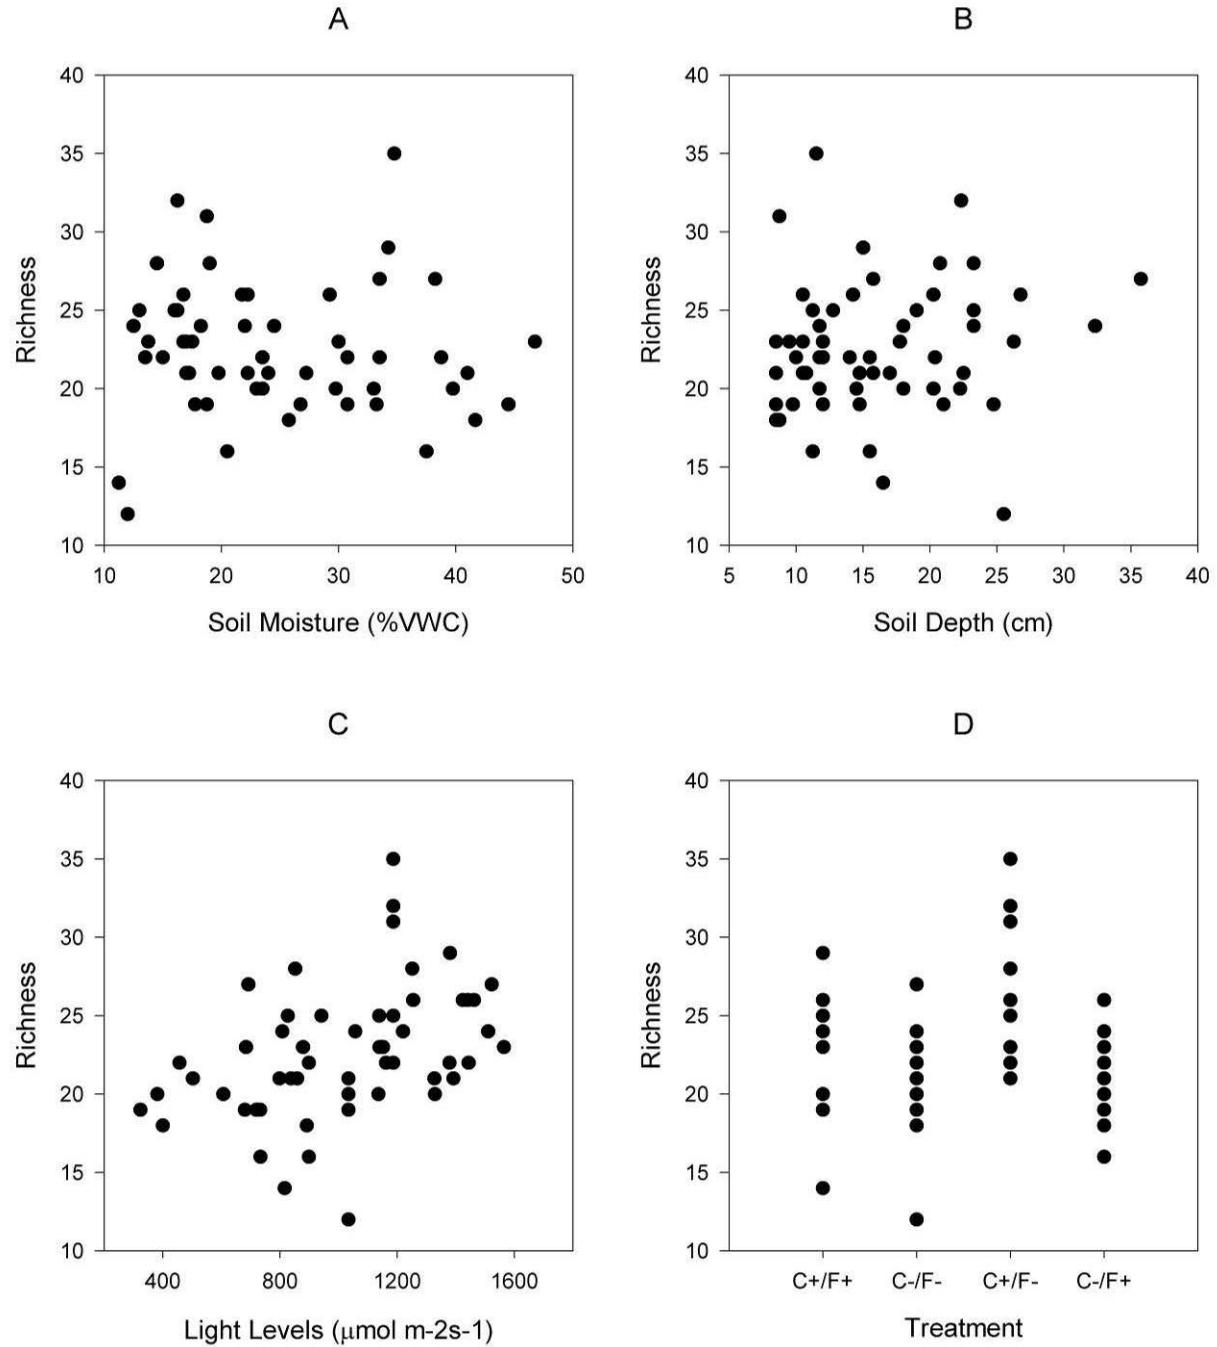 A
40
35
30
25
20
15
10
Richness
10 20 30 40 50
Soil Moisture (%VWC)
B
40
35
30
25
20
15
10
Richness
5 10 15 20 25 30 35 40
Soil Depth (cm)
C
40
35
30
25
20
15
10
Richness
400 800 1200 1600
Light Levels (μmol m-2s-1)
D
40
35
30
25
20
15
10
Richness
C+/F+ C-/F- C+/F- C-/F+
Treatment